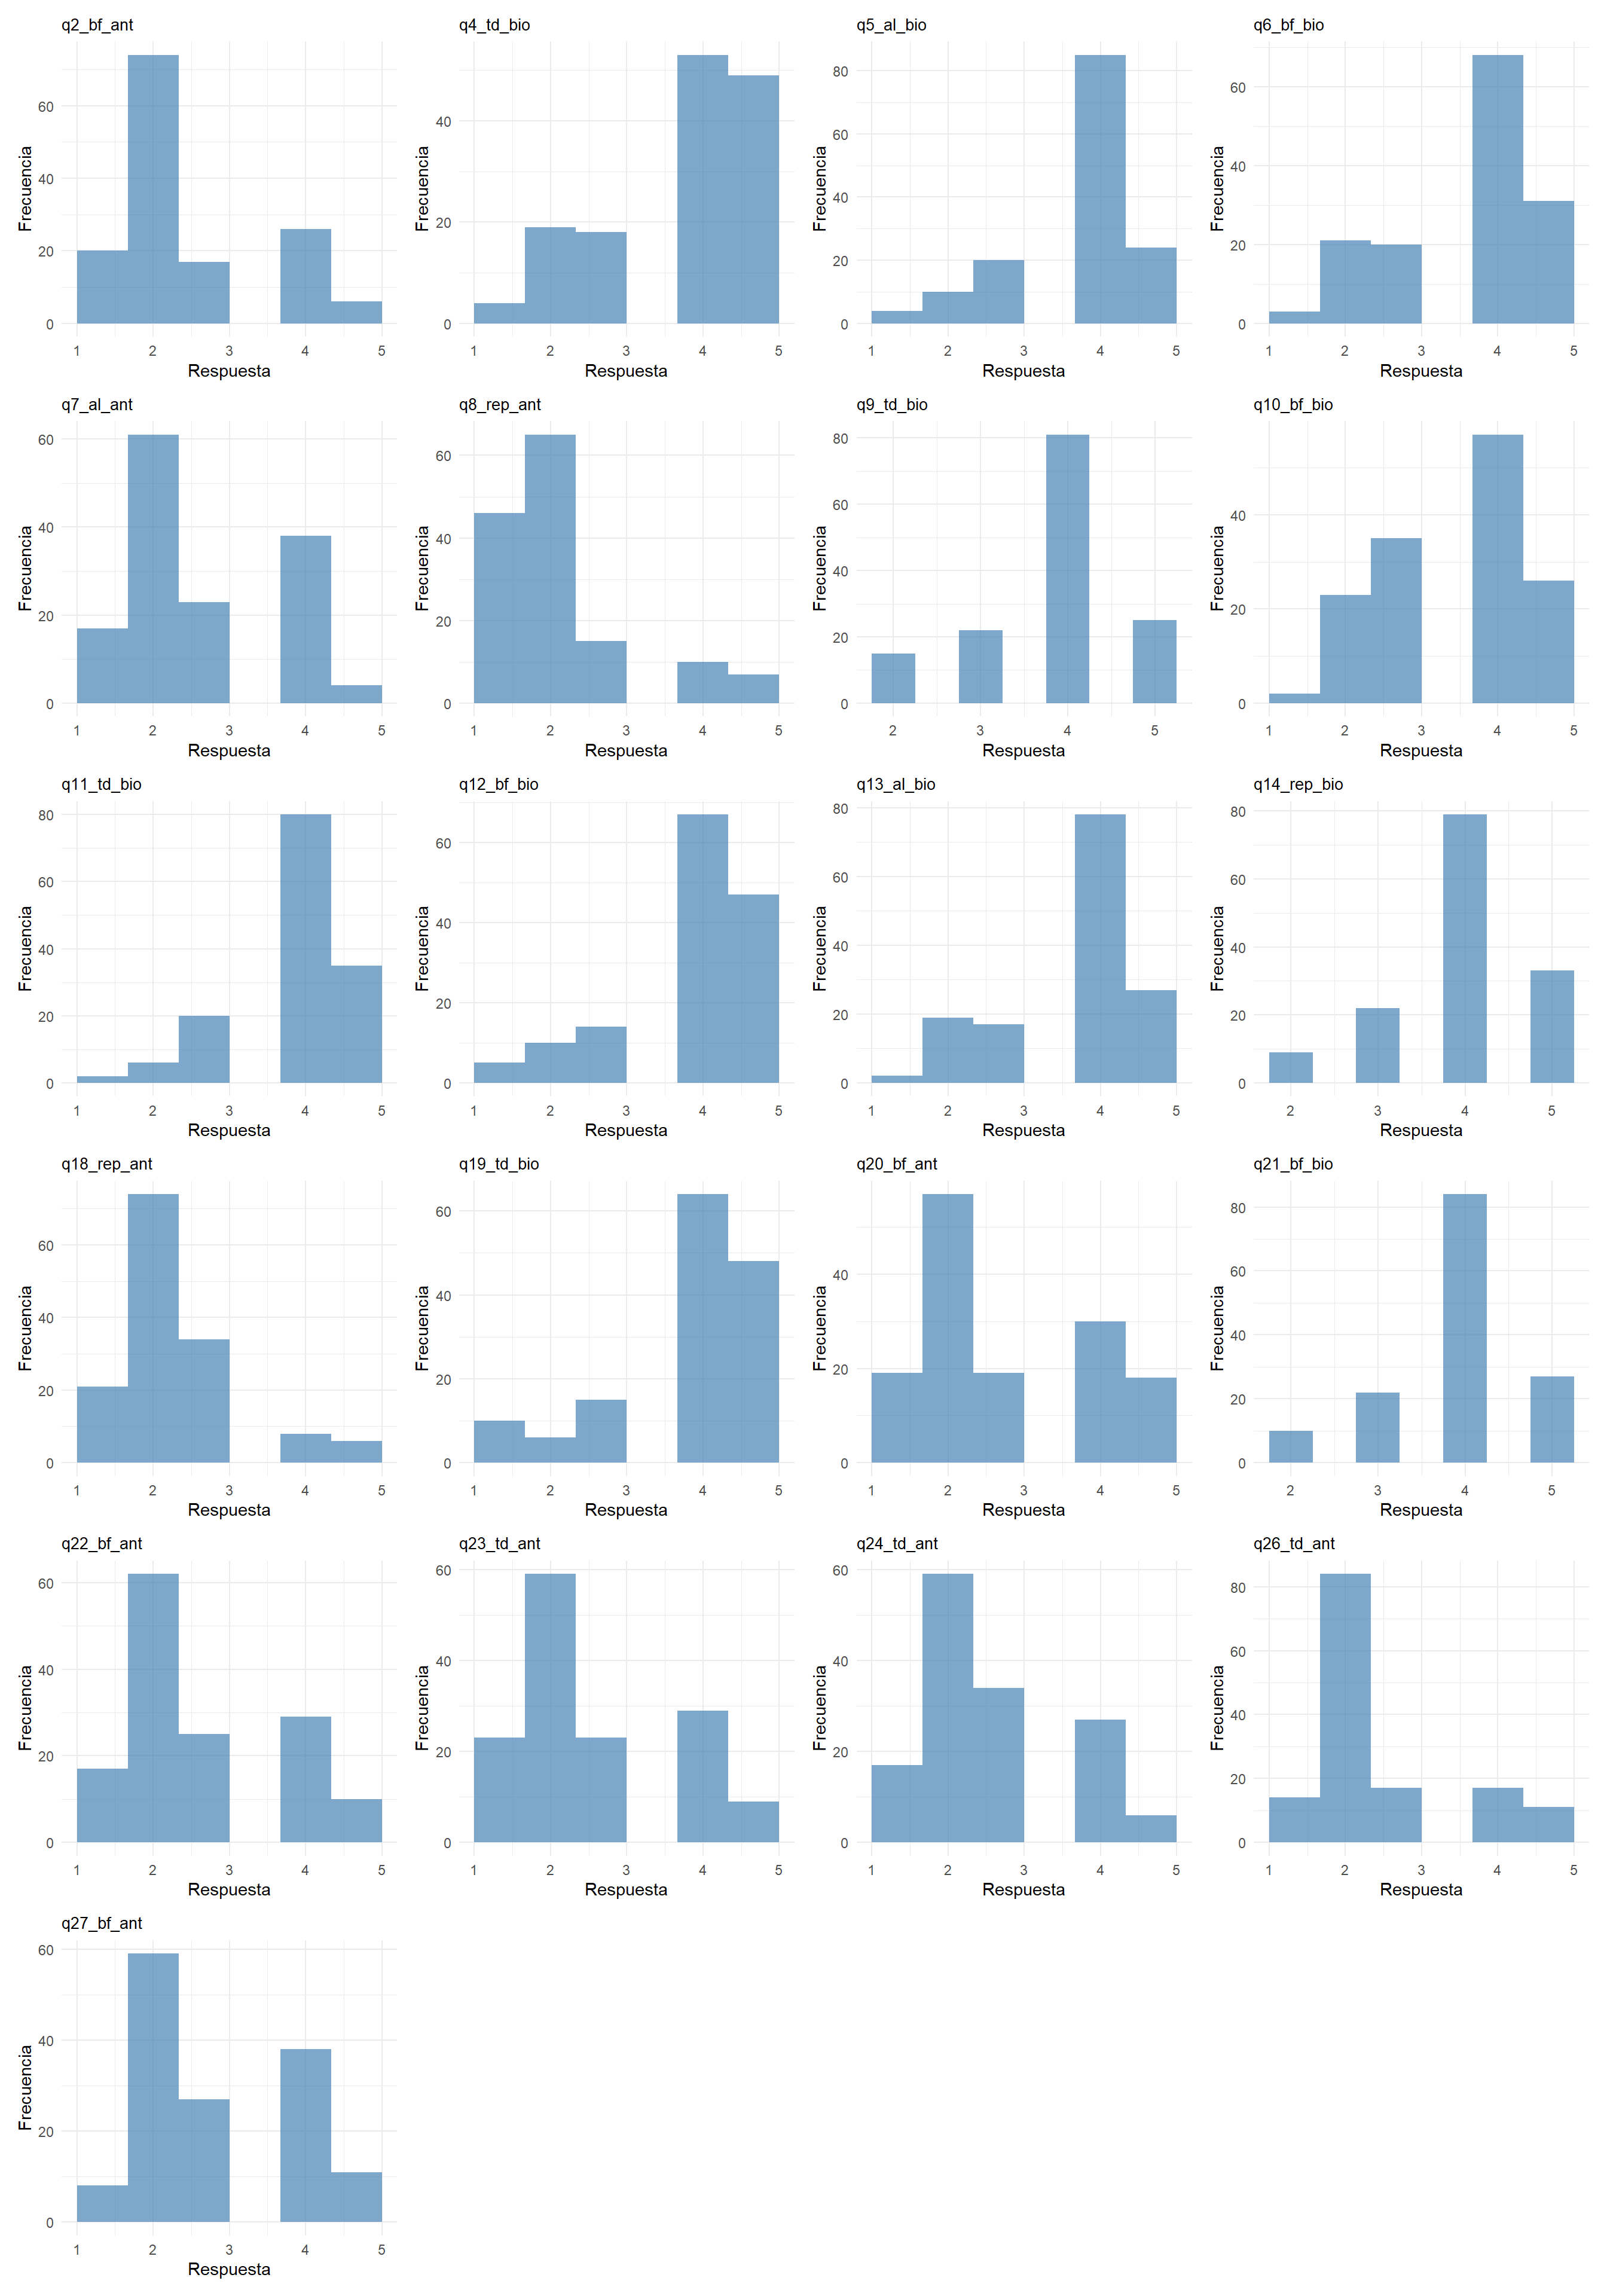 q2_bf_ant
Frecuencia
60
40
20
0
1 2 3 4 5
Respuesta
q4_td_bio
Frecuencia
40
20
0
1 2 3 4 5
Respuesta
q5_al_bio
Frecuencia
80
60
40
20
0
1 2 3 4 5
Respuesta
q6_bf_bio
Frecuencia
60
40
20
0
1 2 3 4 5
Respuesta
q7_al_ant
Frecuencia
60
40
20
0
1 2 3 4 5
Respuesta
q8_rep_ant
Frecuencia
60
40
20
0
1 2 3 4 5
Respuesta
q9_td_bio
Frecuencia
80
60
40
20
0
2 3 4 5
Respuesta
q10_bf_bio
Frecuencia
40
20
0
1 2 3 4 5
Respuesta
q11_td_bio
Frecuencia
80
60
40
20
0
1 2 3 4 5
Respuesta
q12_bf_bio
Frecuencia
60
40
20
0
1 2 3 4 5
Respuesta
q13_al_bio
Frecuencia
80
60
40
20
0
1 2 3 4 5
Respuesta
q14_rep_bio
Frecuencia
80
60
40
20
0
2 3 4 5
Respuesta
q18_rep_ant
Frecuencia
60
40
20
0
1 2 3 4 5
Respuesta
q19_td_bio
Frecuencia
60
40
20
0
1 2 3 4 5
Respuesta
q20_bf_ant
Frecuencia
40
20
0
1 2 3 4 5
Respuesta
q21_bf_bio
Frecuencia
80
60
40
20
0
2 3 4 5
Respuesta
q22_bf_ant
Frecuencia
60
40
20
0
1 2 3 4 5
Respuesta
q23_td_ant
Frecuencia
60
40
20
0
1 2 3 4 5
Respuesta
q24_td_ant
Frecuencia
60
40
20
0
1 2 3 4 5
Respuesta
q26_td_ant
Frecuencia
80
60
40
20
0
1 2 3 4 5
Respuesta
q27_bf_ant
Frecuencia
60
40
20
0
1 2 3 4 5
Respuesta